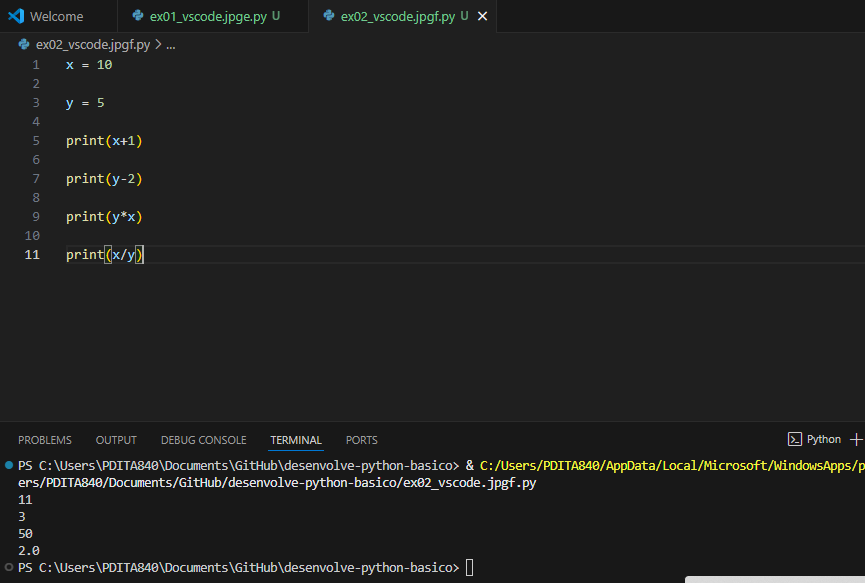 Welcome
ex01_vscode.jpge.py U
ex02_vscode.jpgf.py U
ex02_vscode.jpgf.py > ...
1 x = 10
2
3 y = 5
4
5 print(x+1)
6
7 print(y-2)
8
9 print(y*x)
10
11 print(x/y)
PROBLEMS OUTPUT DEBUG CONSOLE TERMINAL PORTS Python
PS C:\Users\PDITA840\Documents\GitHub\desenvolve-python-basico> & C:/Users/PDITA840/AppData/Local/Microsoft/WindowsApps/p
ers/PDITA840/Documents/GitHub/desenvolve-python-basico/ex02_vscode.jpgf.py
11
3
50
2.0
PS C:\Users\PDITA840\Documents\GitHub\desenvolve-python-basico>